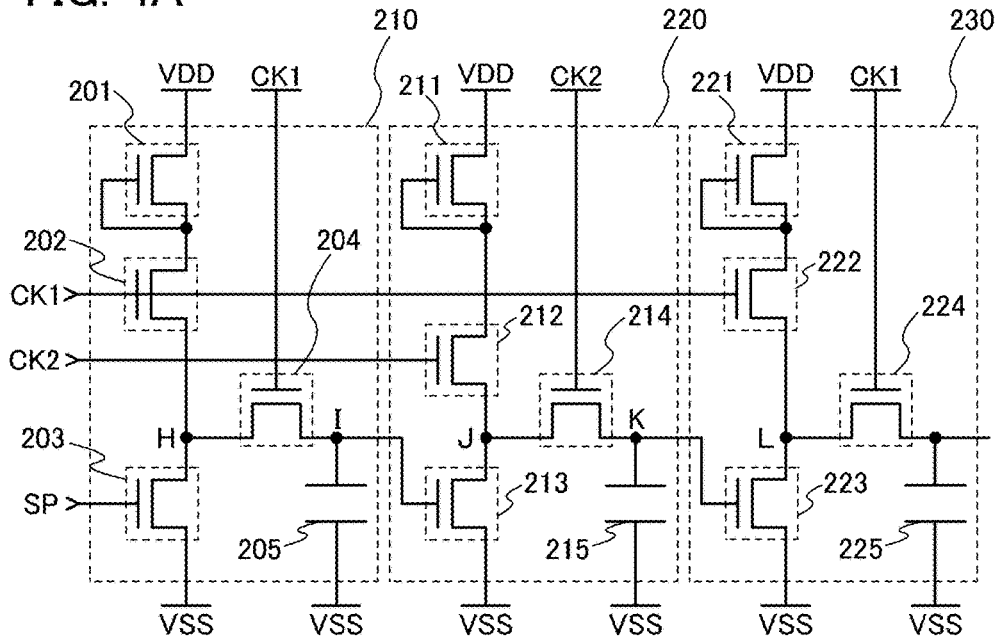 FIG. 4A
210 220 230
VDD CK1 VDD CK2 VDD CK1
201 211 221
202 204 222
CK1
212 214 224
CK2
H I J K L
203 213 223
SP
205 215 225
VSS VSS VSS VSS VSS VSS